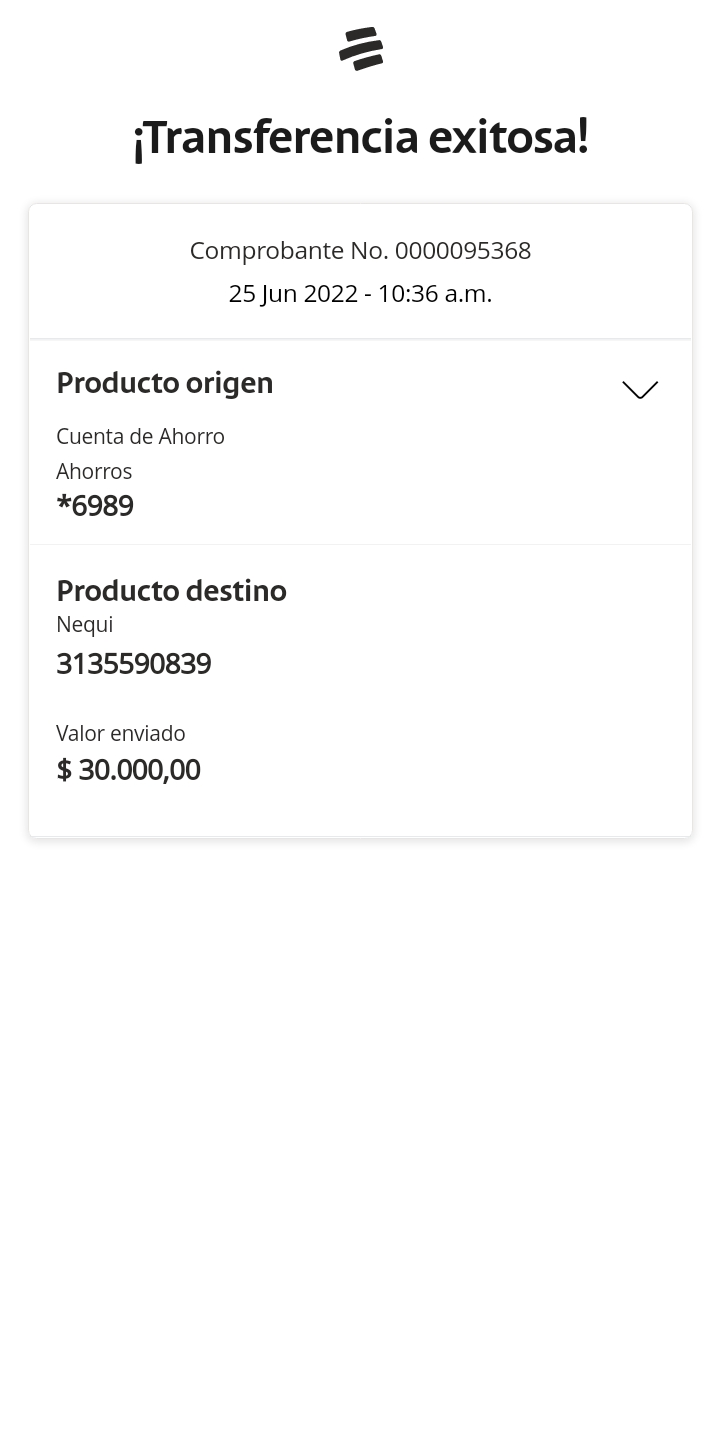 ¡Transferencia exitosa!
Comprobante No. 0000095368
25 Jun 2022 - 10:36 a.m.
Producto origen
Cuenta de Ahorro
Ahorros
*6989
Producto destino
Nequi
3135590839
Valor enviado
$ 30.000,00